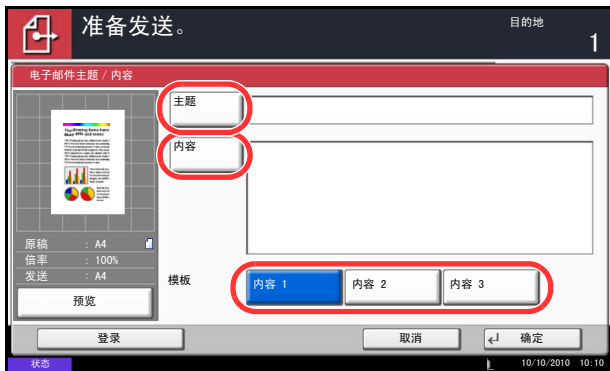 准备发送。
目的地
1
电子邮件主题 / 内容
主题
内容
原稿 : A4
倍率 : 100%
发送 : A4
预览
模板
内容 1
内容 2
内容 3
登录
取消
确定
状态
10/10/2010 10:10